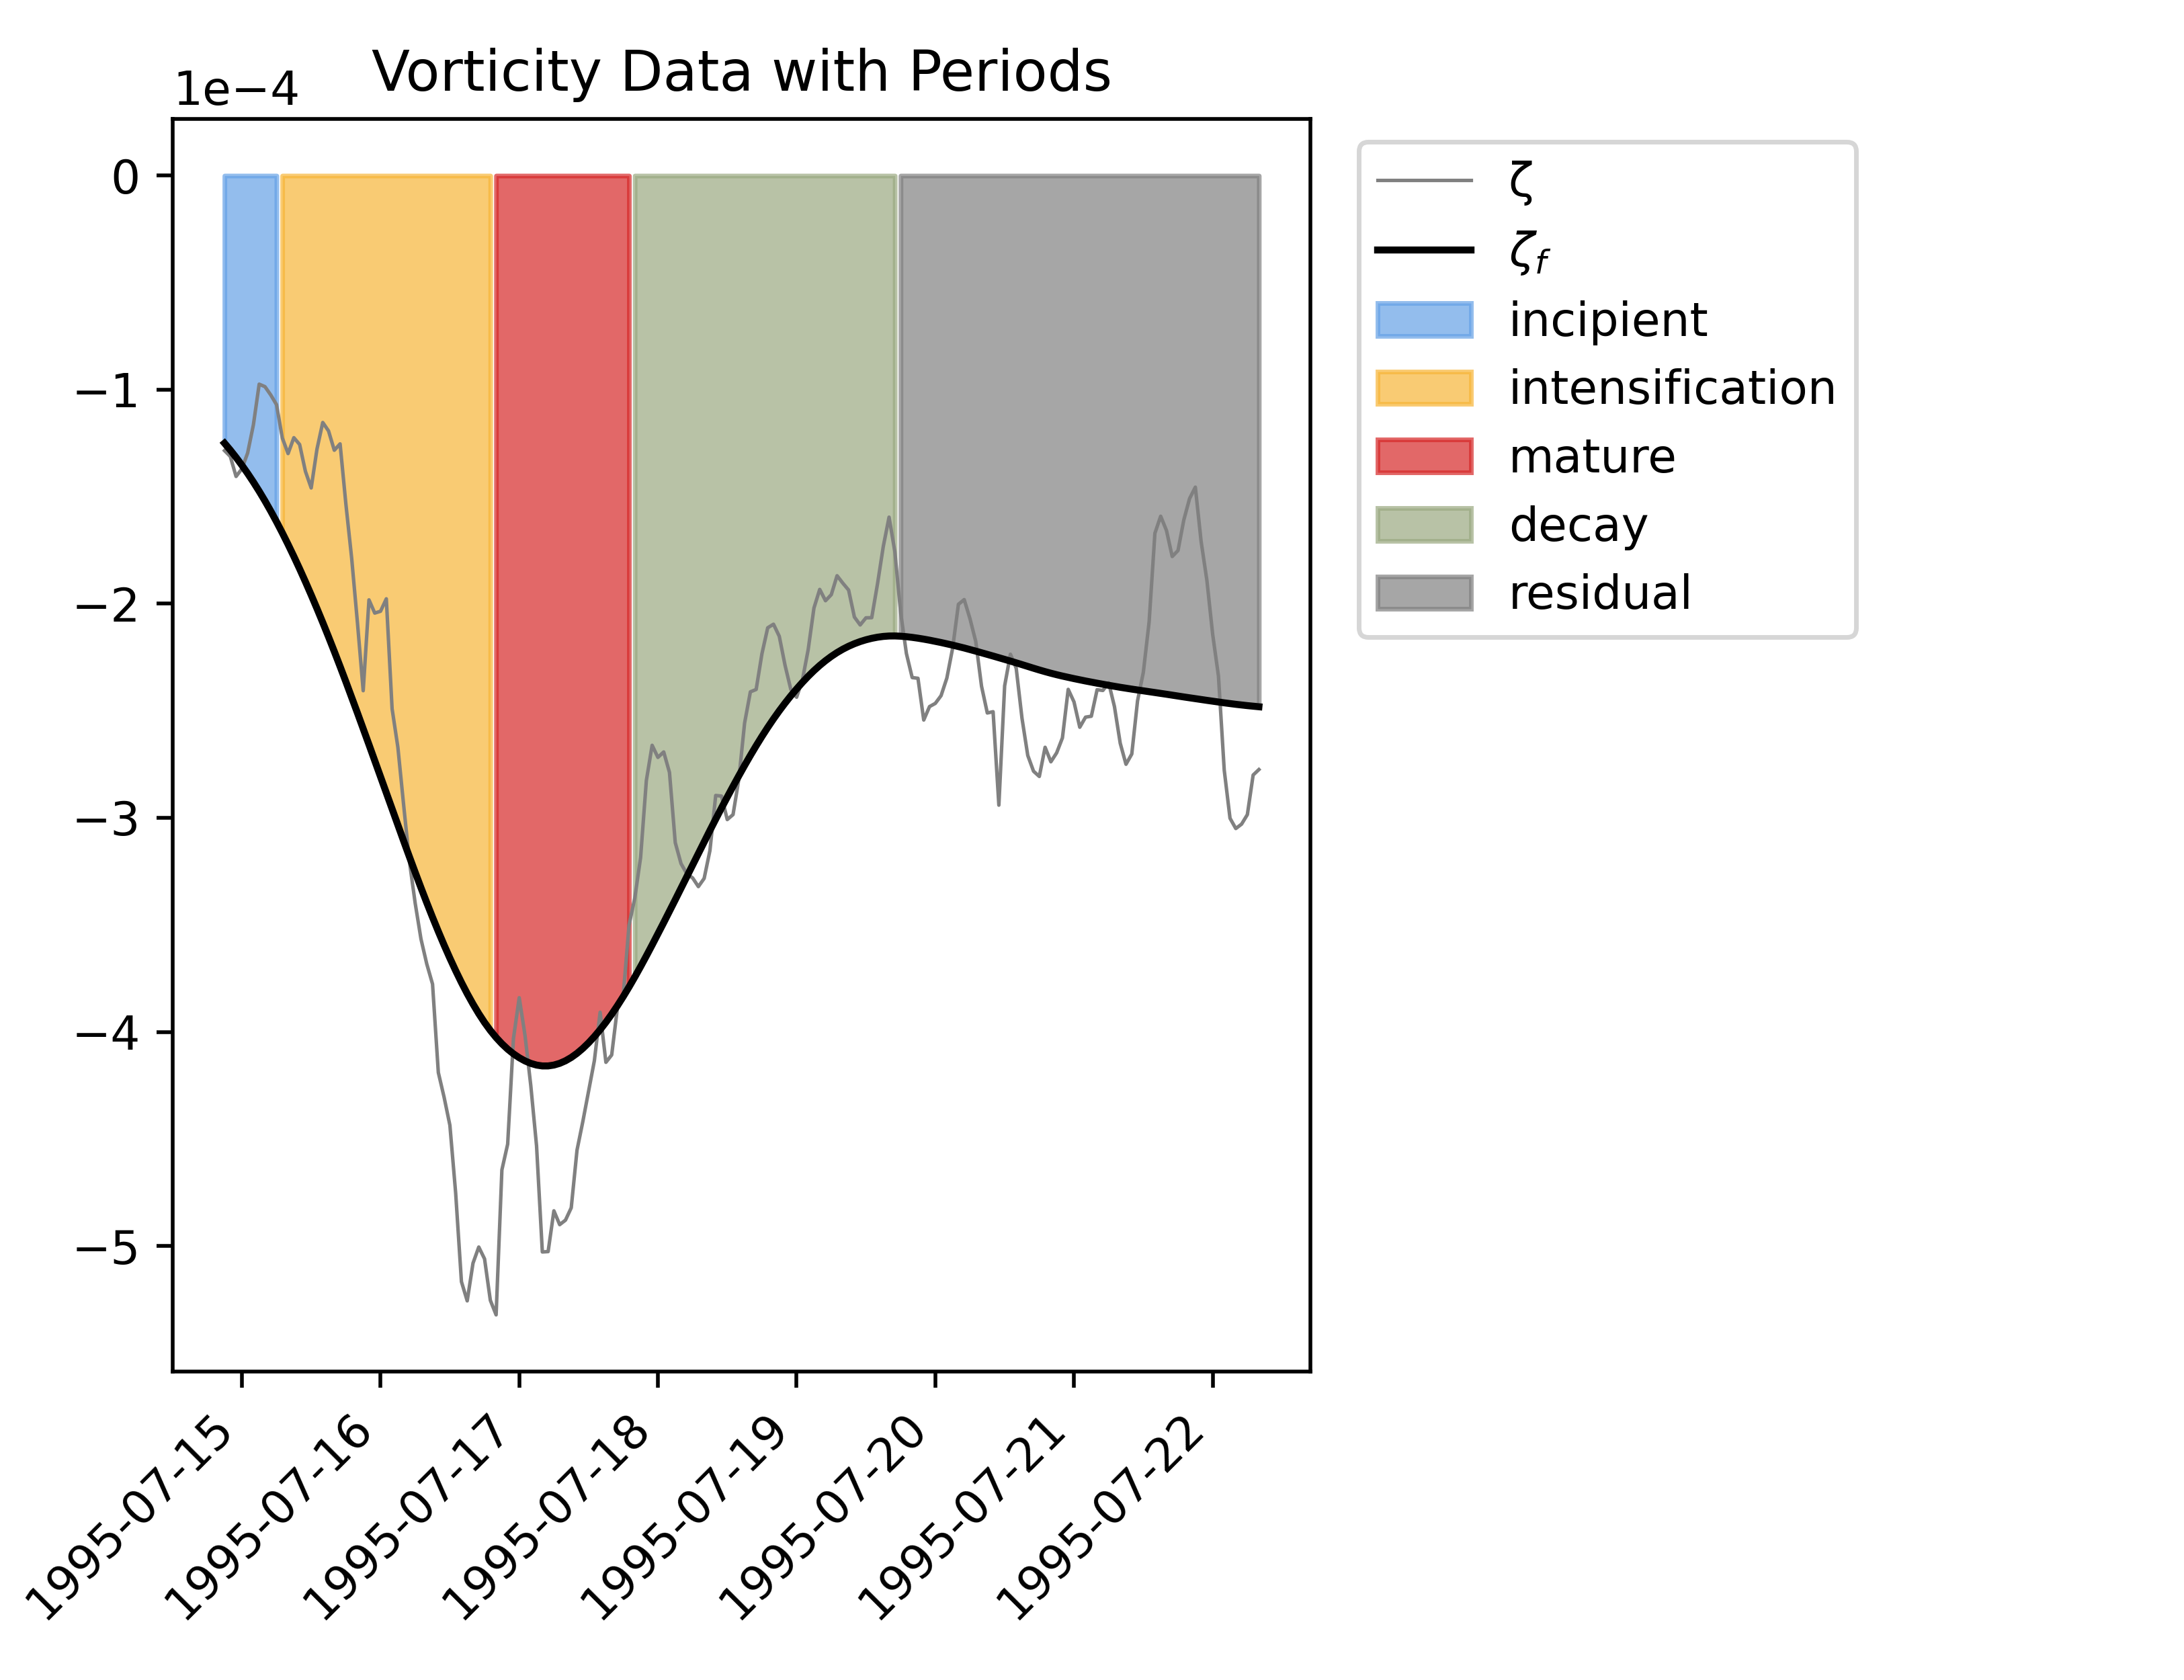 Vorticity Data with Periods
1e−4
0
−1
−2
−3
−4
−5
1995-07-15
1995-07-16
1995-07-17
1995-07-18
1995-07-19
1995-07-20
1995-07-21
1995-07-22
ζ
ζf
incipient
intensification
mature
decay
residual